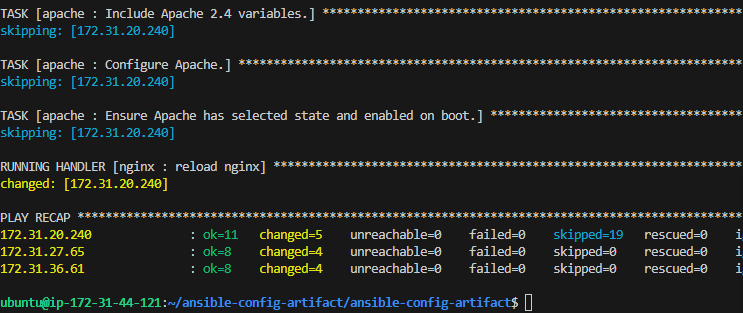 TASK [apache : Include Apache 2.4 variables.] *************************************************************
skipping: [172.31.20.240]
TASK [apache : Configure Apache.] *************************************************************************
skipping: [172.31.20.240]
TASK [apache : Ensure Apache has selected state and enabled on boot.] *************************************
skipping: [172.31.20.240]
RUNNING HANDLER [nginx : reload nginx] ********************************************************************
changed: [172.31.20.240]
PLAY RECAP ************************************************************************************************
172.31.20.240 : ok=11 changed=5 unreachable=0 failed=0 skipped=19 rescued=0 ig
172.31.27.65 : ok=8 changed=4 unreachable=0 failed=0 skipped=0 rescued=0 ig
172.31.36.61 : ok=8 changed=4 unreachable=0 failed=0 skipped=0 rescued=0 ig
ubuntu@ip-172-31-44-121:~/ansible-config-artifact/ansible-config-artifact$